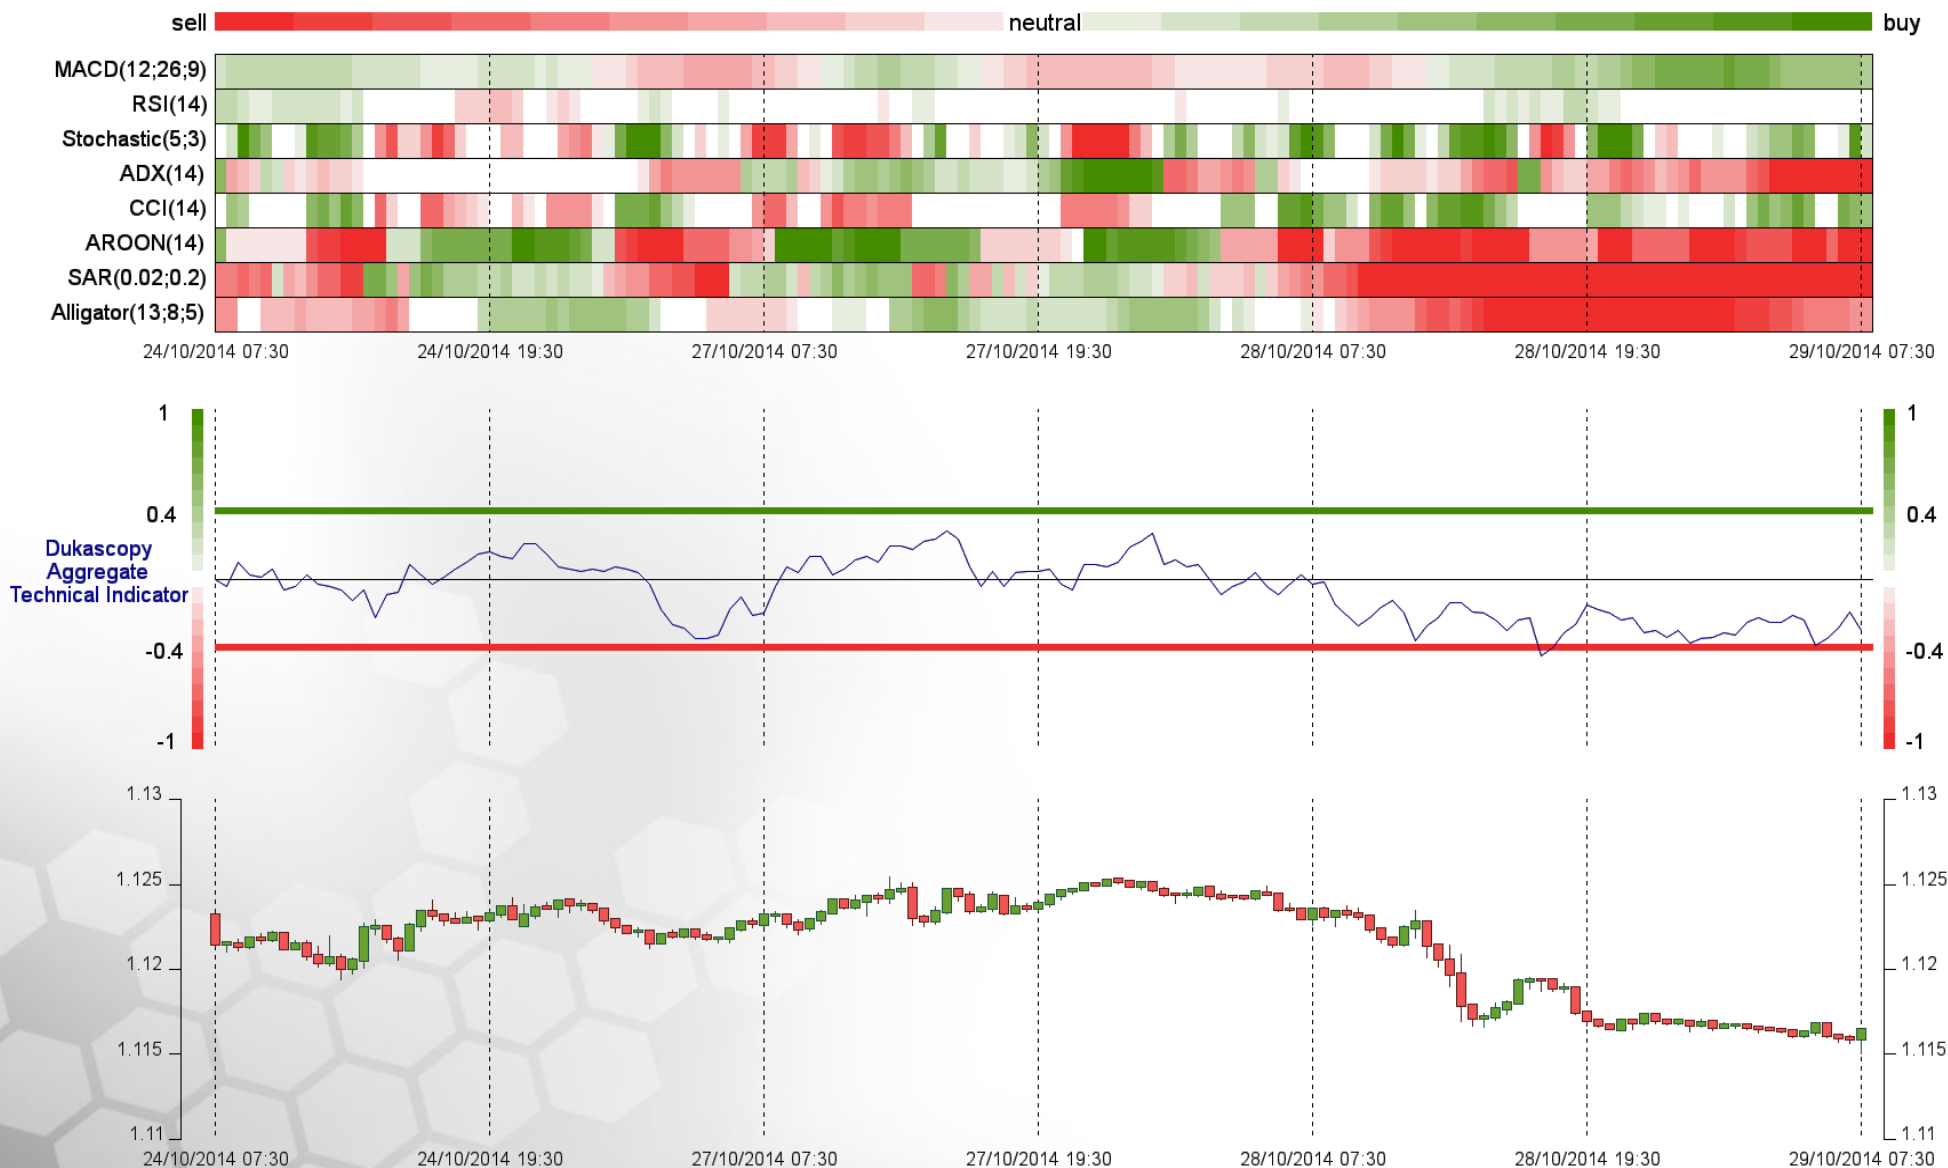 sell neutral buy
MACD(12;26;9)
RSI(14)
Stochastic(5;3)
ADX(14)
CCI(14)
AROON(14)
SAR(0.02;0.2)
Alligator(13;8;5)
24/10/2014 07:30 24/10/2014 19:30 27/10/2014 07:30 27/10/2014 19:30 28/10/2014 07:30 28/10/2014 19:30 29/10/2014 07:30
1 1
0.4 0.4
Dukascopy
Aggregate
Technical Indicator
-0.4 -0.4
-1 -1
1.13 1.13
1.125 1.125
1.12 1.12
1.115 1.115
1.11 1.11
24/10/2014 07:30 24/10/2014 19:30 27/10/2014 07:30 27/10/2014 19:30 28/10/2014 07:30 28/10/2014 19:30 29/10/2014 07:30